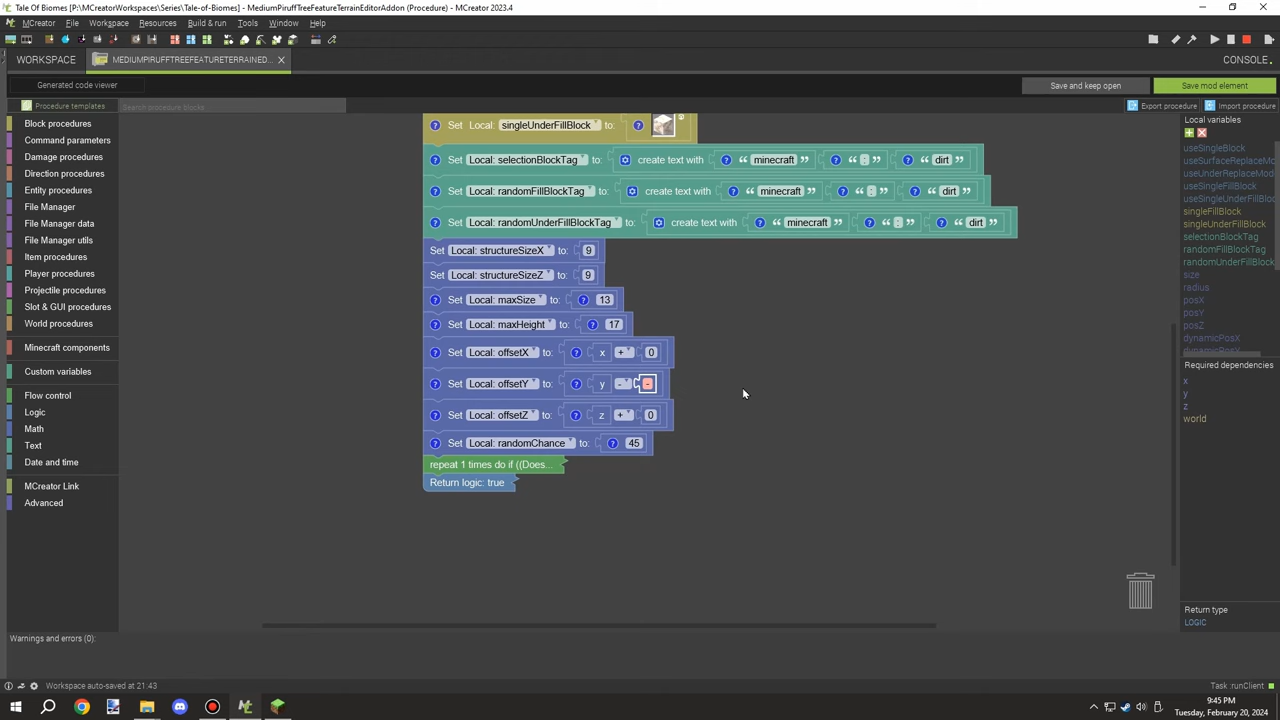 Tale Of Biomes [P:\MCreatorWorkspaces\Series\Tale-of-Biomes] - MediumPiruffTreeFeatureTerrainEditorAddon (Procedure) - MCreator 2023.4
MCreator File Workspace Resources Build & run Tools Window Help
WORKSPACE MEDIUMPIRUFFTREEFEATURETERRAINED... CONSOLE
Generated code viewer Save and keep open Save mod element
Procedure templates Search procedure blocks Export procedure Import procedure
Block procedures
Command parameters
Damage procedures
Direction procedures
Entity procedures
File Manager
File Manager data
File Manager utils
Item procedures
Player procedures
Projectile procedures
Slot & GUI procedures
World procedures
Minecraft components
Custom variables
Flow control
Logic
Math
Text
Date and time
MCreator Link
Advanced
Set Local: singleUnderFillBlock to: ?
? Set Local: selectionBlockTag to: create text with ? “ minecraft ” ? “ : ” ? “ dirt ”
? Set Local: randomFillBlockTag to: create text with ? “ minecraft ” ? “ : ” ? “ dirt ”
? Set Local: randomUnderFillBlockTag to: create text with ? “ minecraft ” ? “ : ” ? “ dirt ”
Set Local: structureSizeX to: 9
Set Local: structureSizeZ to: 9
? Set Local: maxSize to: ? 13
? Set Local: maxHeight to: ? 17
? Set Local: offsetX to: ? x + 0
? Set Local: offsetY to: ? y - -
? Set Local: offsetZ to: ? z + 0
? Set Local: randomChance to: ? 45
repeat 1 times do if ((Does...
Return logic: true
Local variables
useSingleBlock
useSurfaceReplaceMo
useUnderReplaceMod
useSingleFillBlock
useSingleUnderFillBlo
singleFillBlock
singleUnderFillBlock
selectionBlockTag
randomFillBlockTag
randomUnderFillBlock
size
radius
posX
posY
posZ
dynamicPosX
Required dependencies
x
y
z
world
Return type
LOGIC
Warnings and errors (0):
Workspace auto-saved at 21:43 Task :runClient
9:45 PM
Tuesday, February 20, 2024